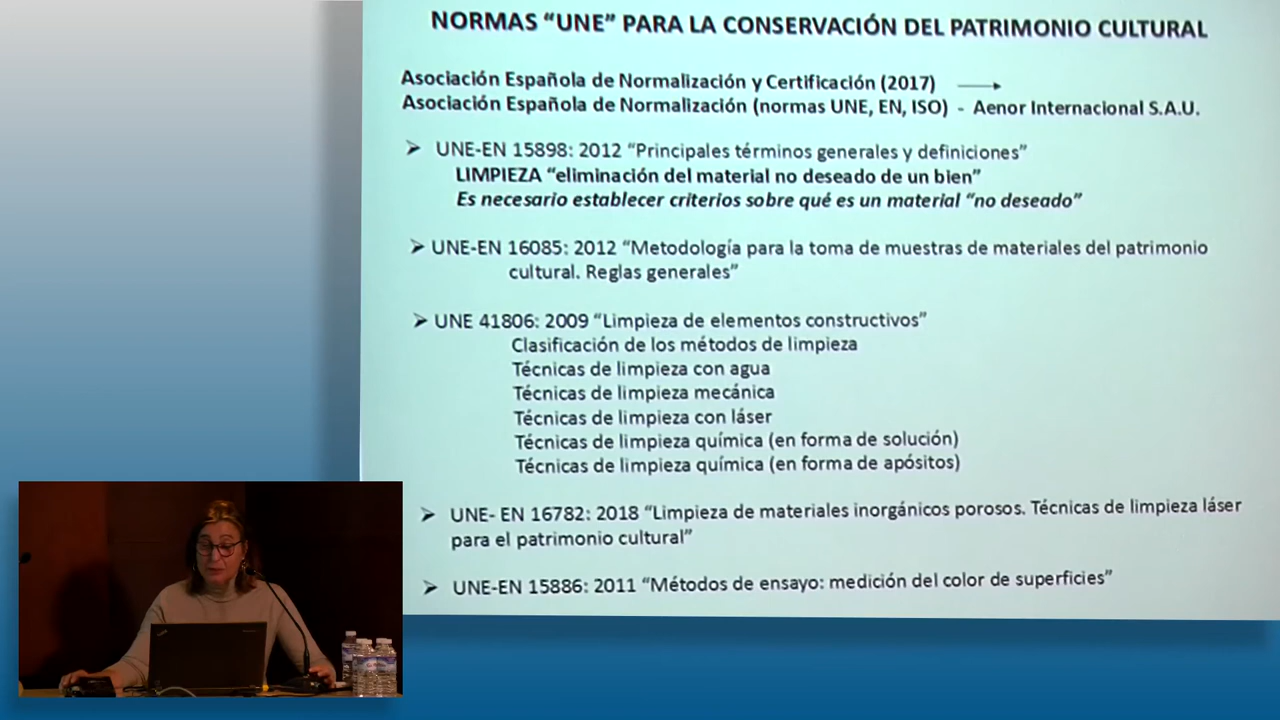 NORMAS “UNE” PARA LA CONSERVACIÓN DEL PATRIMONIO CULTURAL
Asociación Española de Normalización y Certificación (2017)
Asociación Española de Normalización (normas UNE, EN, ISO) - Aenor Internacional S.A.U.
UNE-EN 15898: 2012 “Principales términos generales y definiciones”
LIMPIEZA “eliminación del material no deseado de un bien”
Es necesario establecer criterios sobre qué es un material “no deseado”
UNE-EN 16085: 2012 “Metodología para la toma de muestras de materiales del patrimonio
cultural. Reglas generales”
UNE 41806: 2009 “Limpieza de elementos constructivos”
Clasificación de los métodos de limpieza
Técnicas de limpieza con agua
Técnicas de limpieza mecánica
Técnicas de limpieza con láser
Técnicas de limpieza química (en forma de solución)
Técnicas de limpieza química (en forma de apósitos)
UNE- EN 16782: 2018 “Limpieza de materiales inorgánicos porosos. Técnicas de limpieza láser
para el patrimonio cultural”
UNE-EN 15886: 2011 “Métodos de ensayo: medición del color de superficies”